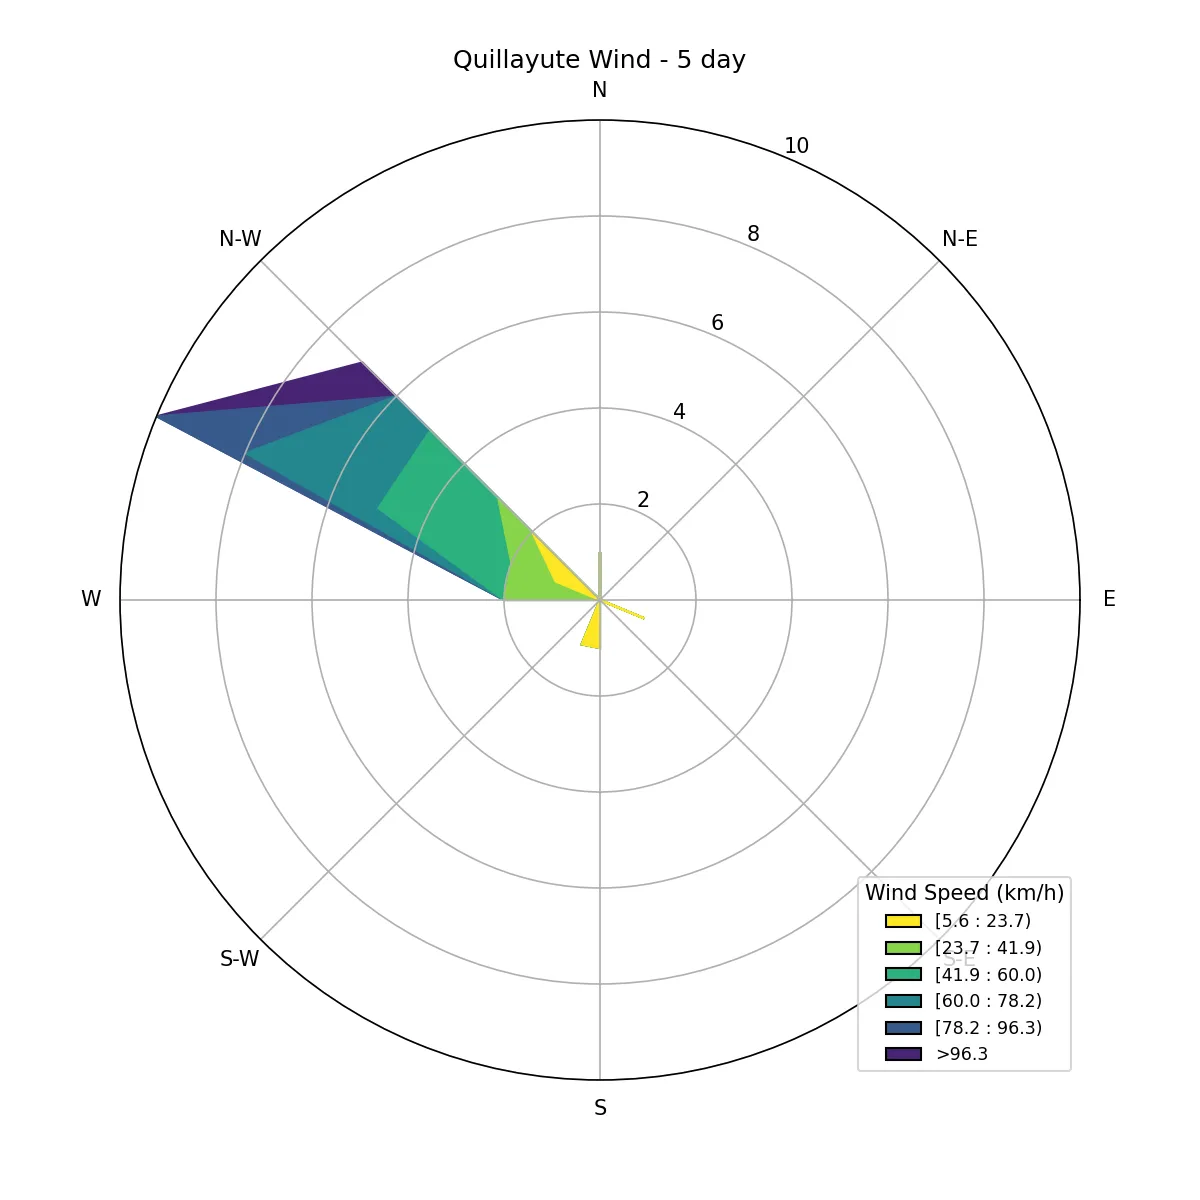 Quillayute Wind - 5 day
N
10
N-W
8
N-E
6
4
2
W
E
Wind Speed (km/h)
[5.6 : 23.7)
[23.7 : 41.9)
S-W
S-E
[41.9 : 60.0)
[60.0 : 78.2)
[78.2 : 96.3)
>96.3
S